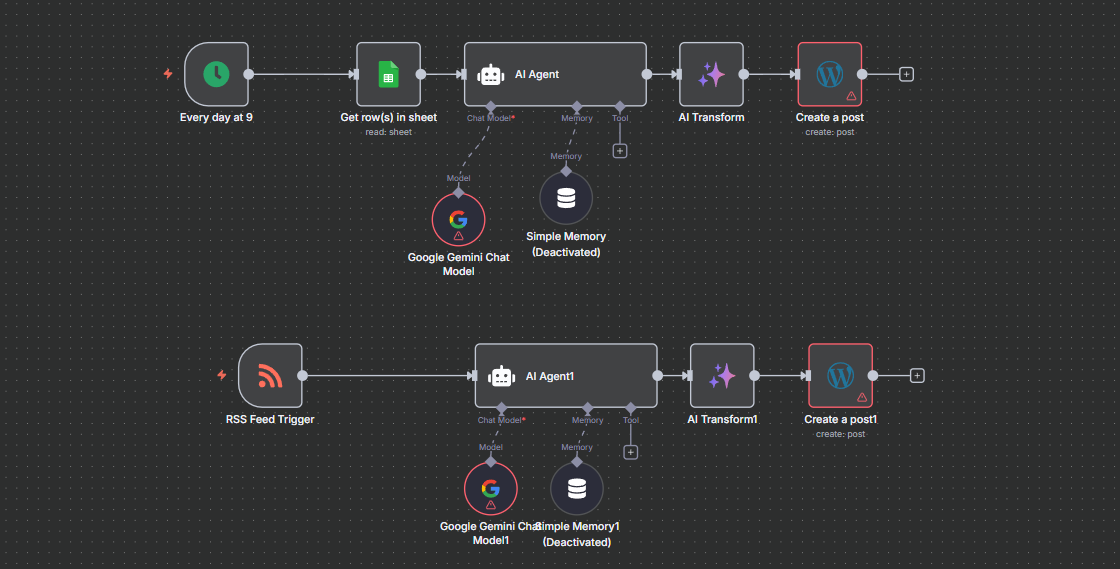 AI Agent
Every day at 9
Get row(s) in sheet
read: sheet
Chat Model*
Memory
Tool
AI Transform
Create a post
create: post
Memory
Model
Simple Memory
(Deactivated)
Google Gemini Chat
Model
AI Agent1
RSS Feed Trigger
Chat Model*
Memory
Tool
AI Transform1
Create a post1
create: post
Model
Memory
Google Gemini Chat
Model1
Simple Memory1
(Deactivated)